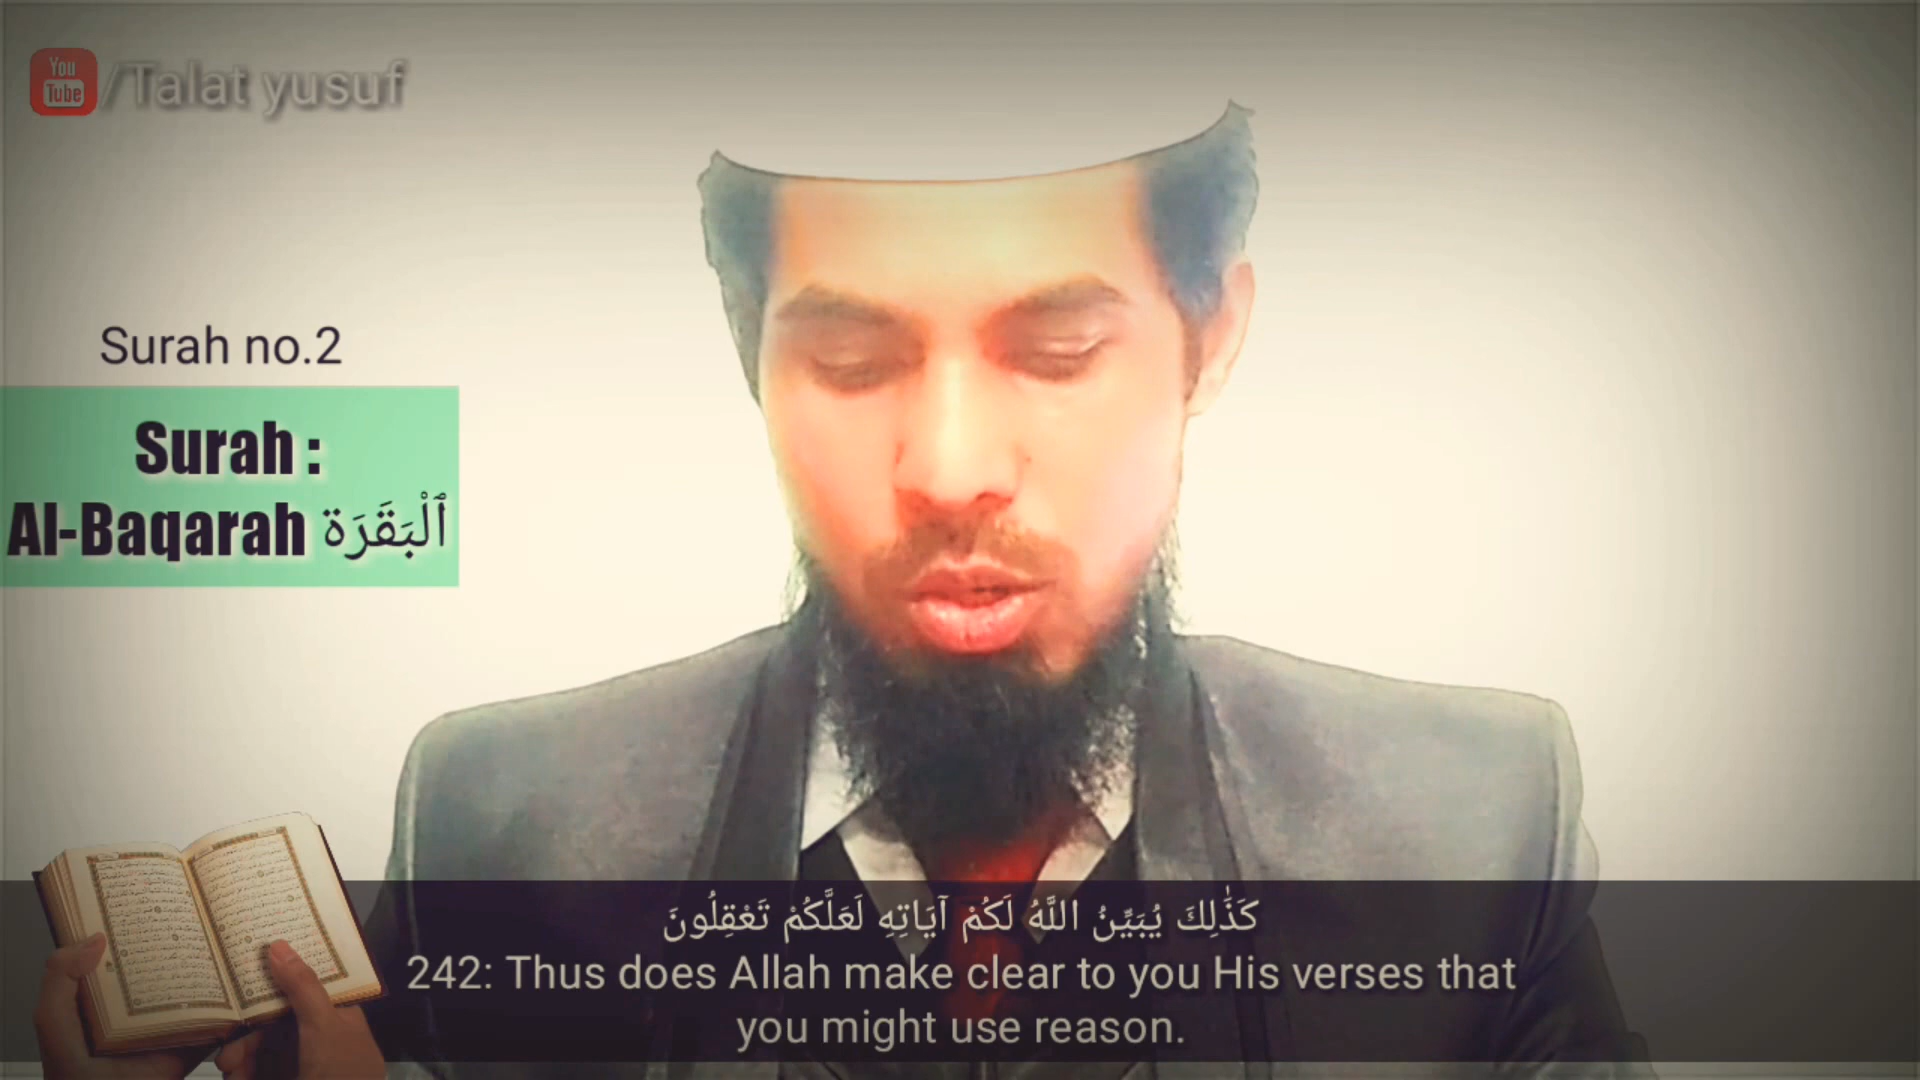 You
Tube
/Talat yusuf
Surah no.2
Surah :
Al-Baqarah ٱلْبَقَرَة
كَذَٰلِكَ يُبَيِّنُ اللَّهُ لَكُمْ آيَاتِهِ لَعَلَّكُمْ تَعْقِلُونَ
242: Thus does Allah make clear to you His verses that
you might use reason.